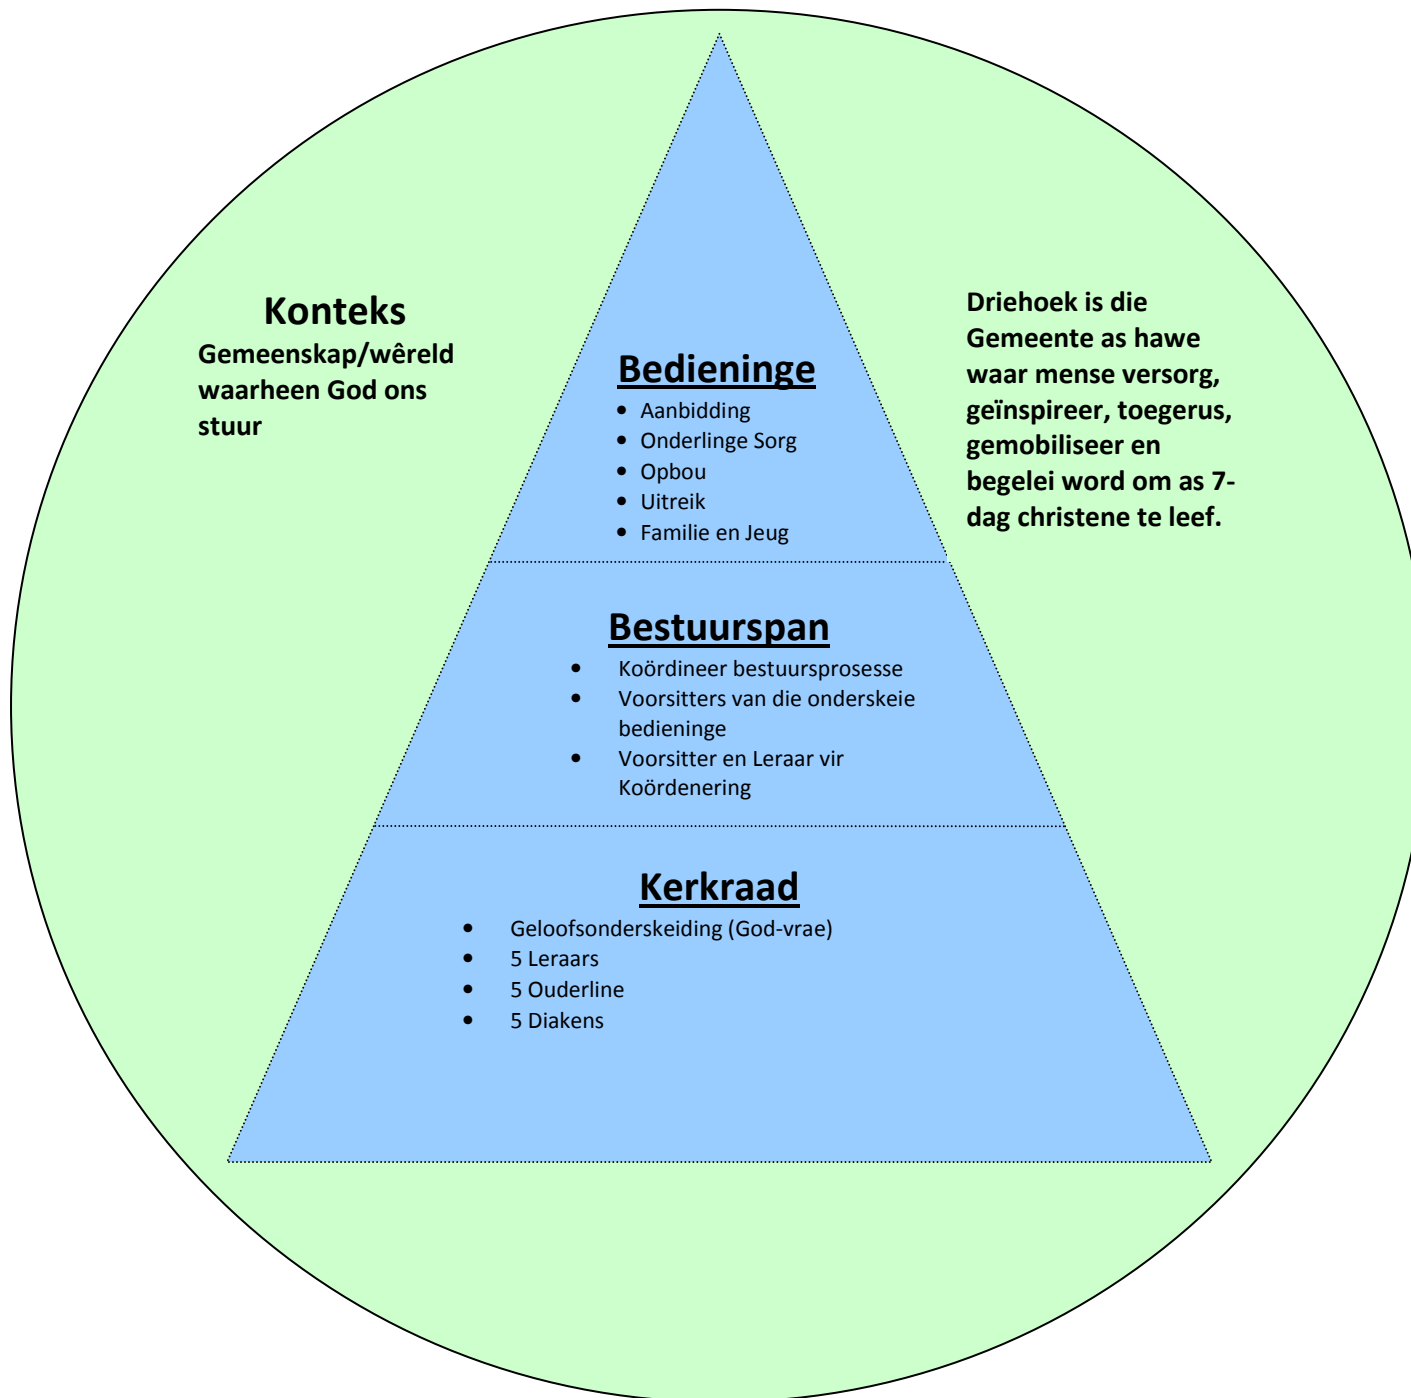 Konteks
Gemeenskap/wêreld
waarheen God ons
stuur
Driehoek is die
Gemeente as hawe
waar mense versorg,
geïnspireer, toegerus,
gemobiliseer en
begelei word om as 7-
dag christene te leef.
Bedieninge
• Aanbidding
• Onderlinge Sorg
• Opbou
• Uitreik
• Familie en Jeug
Bestuurspan
• Koördineer bestuursprosesse
• Voorsitters van die onderskeie
bedieninge
• Voorsitter en Leraar vir
Koördenering
Kerkraad
• Geloofsonderskeiding (God-vrae)
• 5 Leraars
• 5 Ouderline
• 5 Diakens